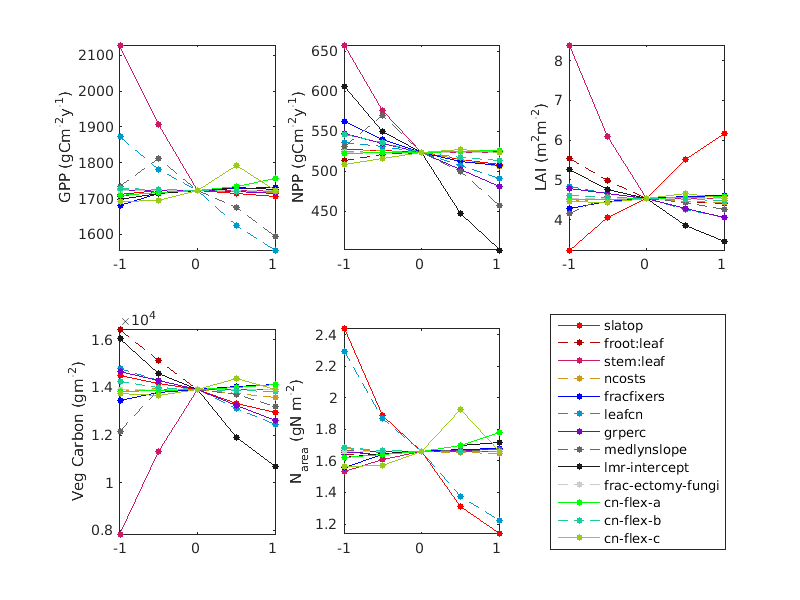 2100
2000
1900
1800
1700
1600
GPP (gCm⁻²y⁻¹)
-1 0 1
650
600
550
500
450
NPP (gCm⁻²y⁻¹)
-1 0 1
8
7
6
5
4
LAI (m²m⁻²)
-1 0 1
×10⁴
1.6
1.4
1.2
1
0.8
Veg Carbon (gm⁻²)
-1 0 1
2.4
2.2
2
1.8
1.6
1.4
1.2
N_area (gN m⁻²)
-1 0 1
slatop
froot:leaf
stem:leaf
ncosts
fracfixers
leafcn
grperc
medlynslope
lmr-intercept
frac-ectomy-fungi
cn-flex-a
cn-flex-b
cn-flex-c